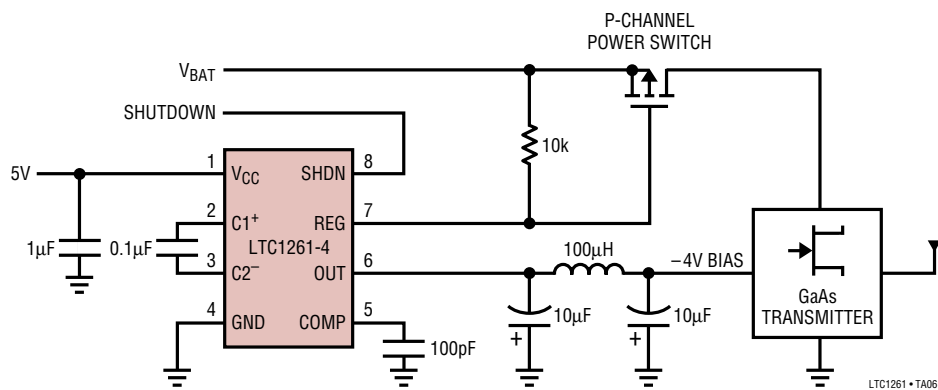 P-CHANNEL
POWER SWITCH
VBAT
SHUTDOWN
10k
5V
1
VCC
SHDN
8
2
C1+
REG
7
1µF
0.1µF
LTC1261-4
100µH
3
C2–
OUT
6
–4V BIAS
4
GND
COMP
5
10µF
10µF
GaAs
TRANSMITTER
+
+
100pF
LTC1261 • TA06